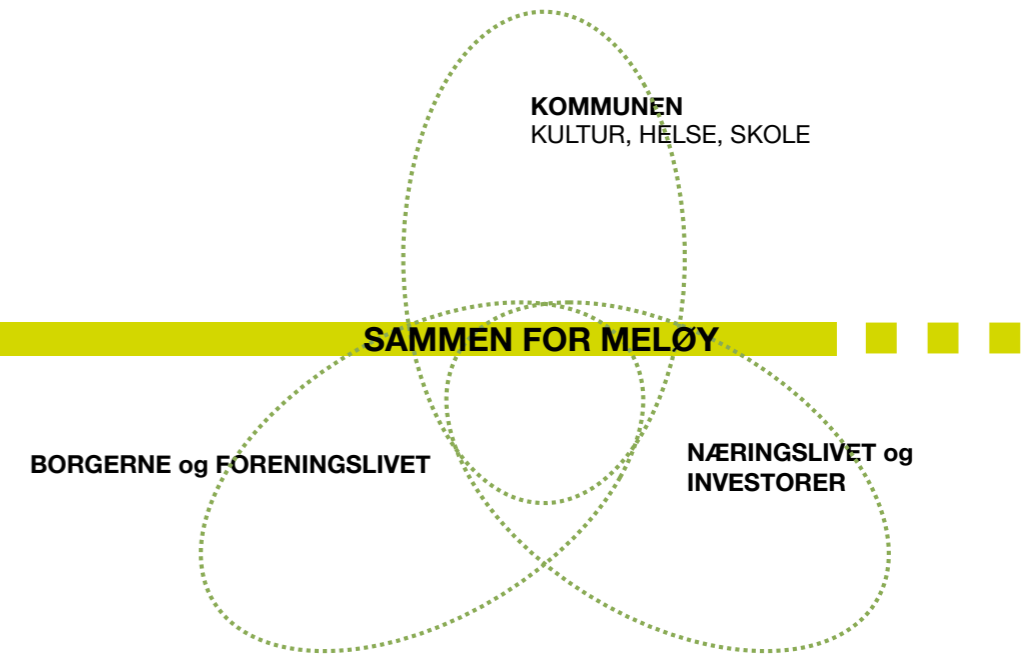 KOMMUNEN
KULTUR, HELSE, SKOLE
SAMMEN FOR MELØY
BORGERNE og FORENINGSLIVET
NÆRINGSLIVET og
INVESTORER